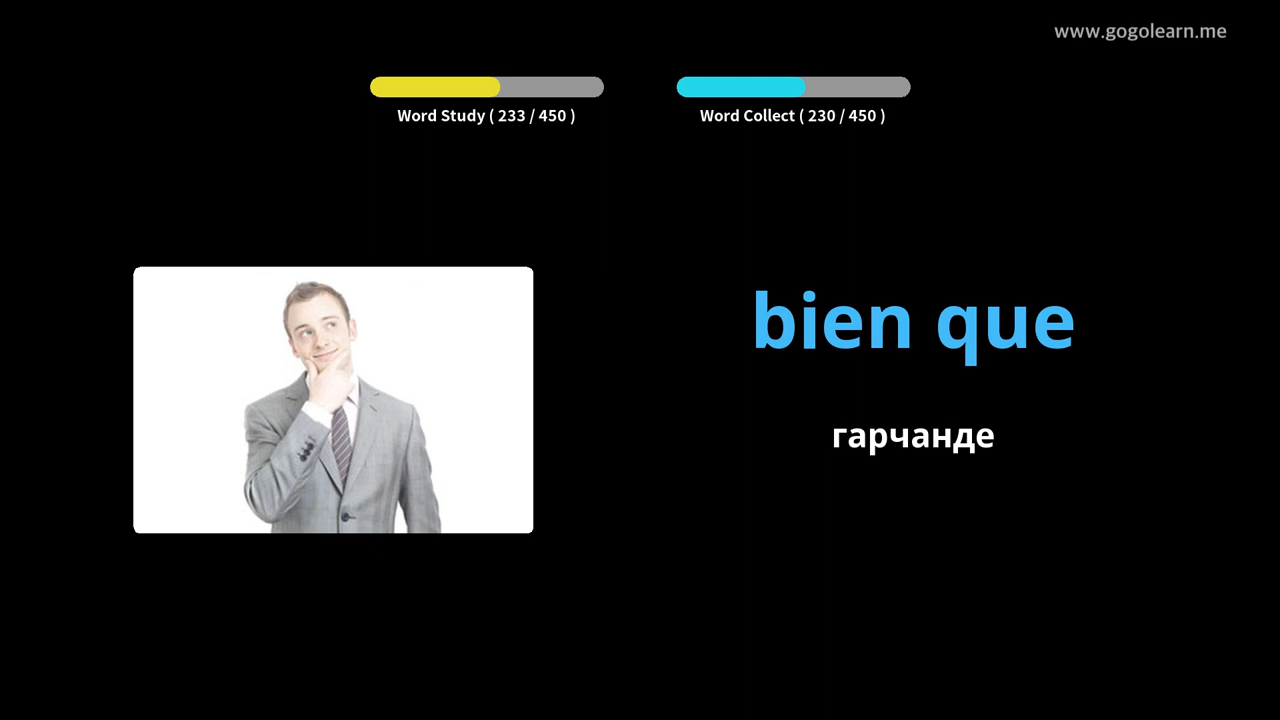 www.gogolearn.me
Word Study ( 233 / 450 )
Word Collect ( 230 / 450 )
bien que
гарчанде